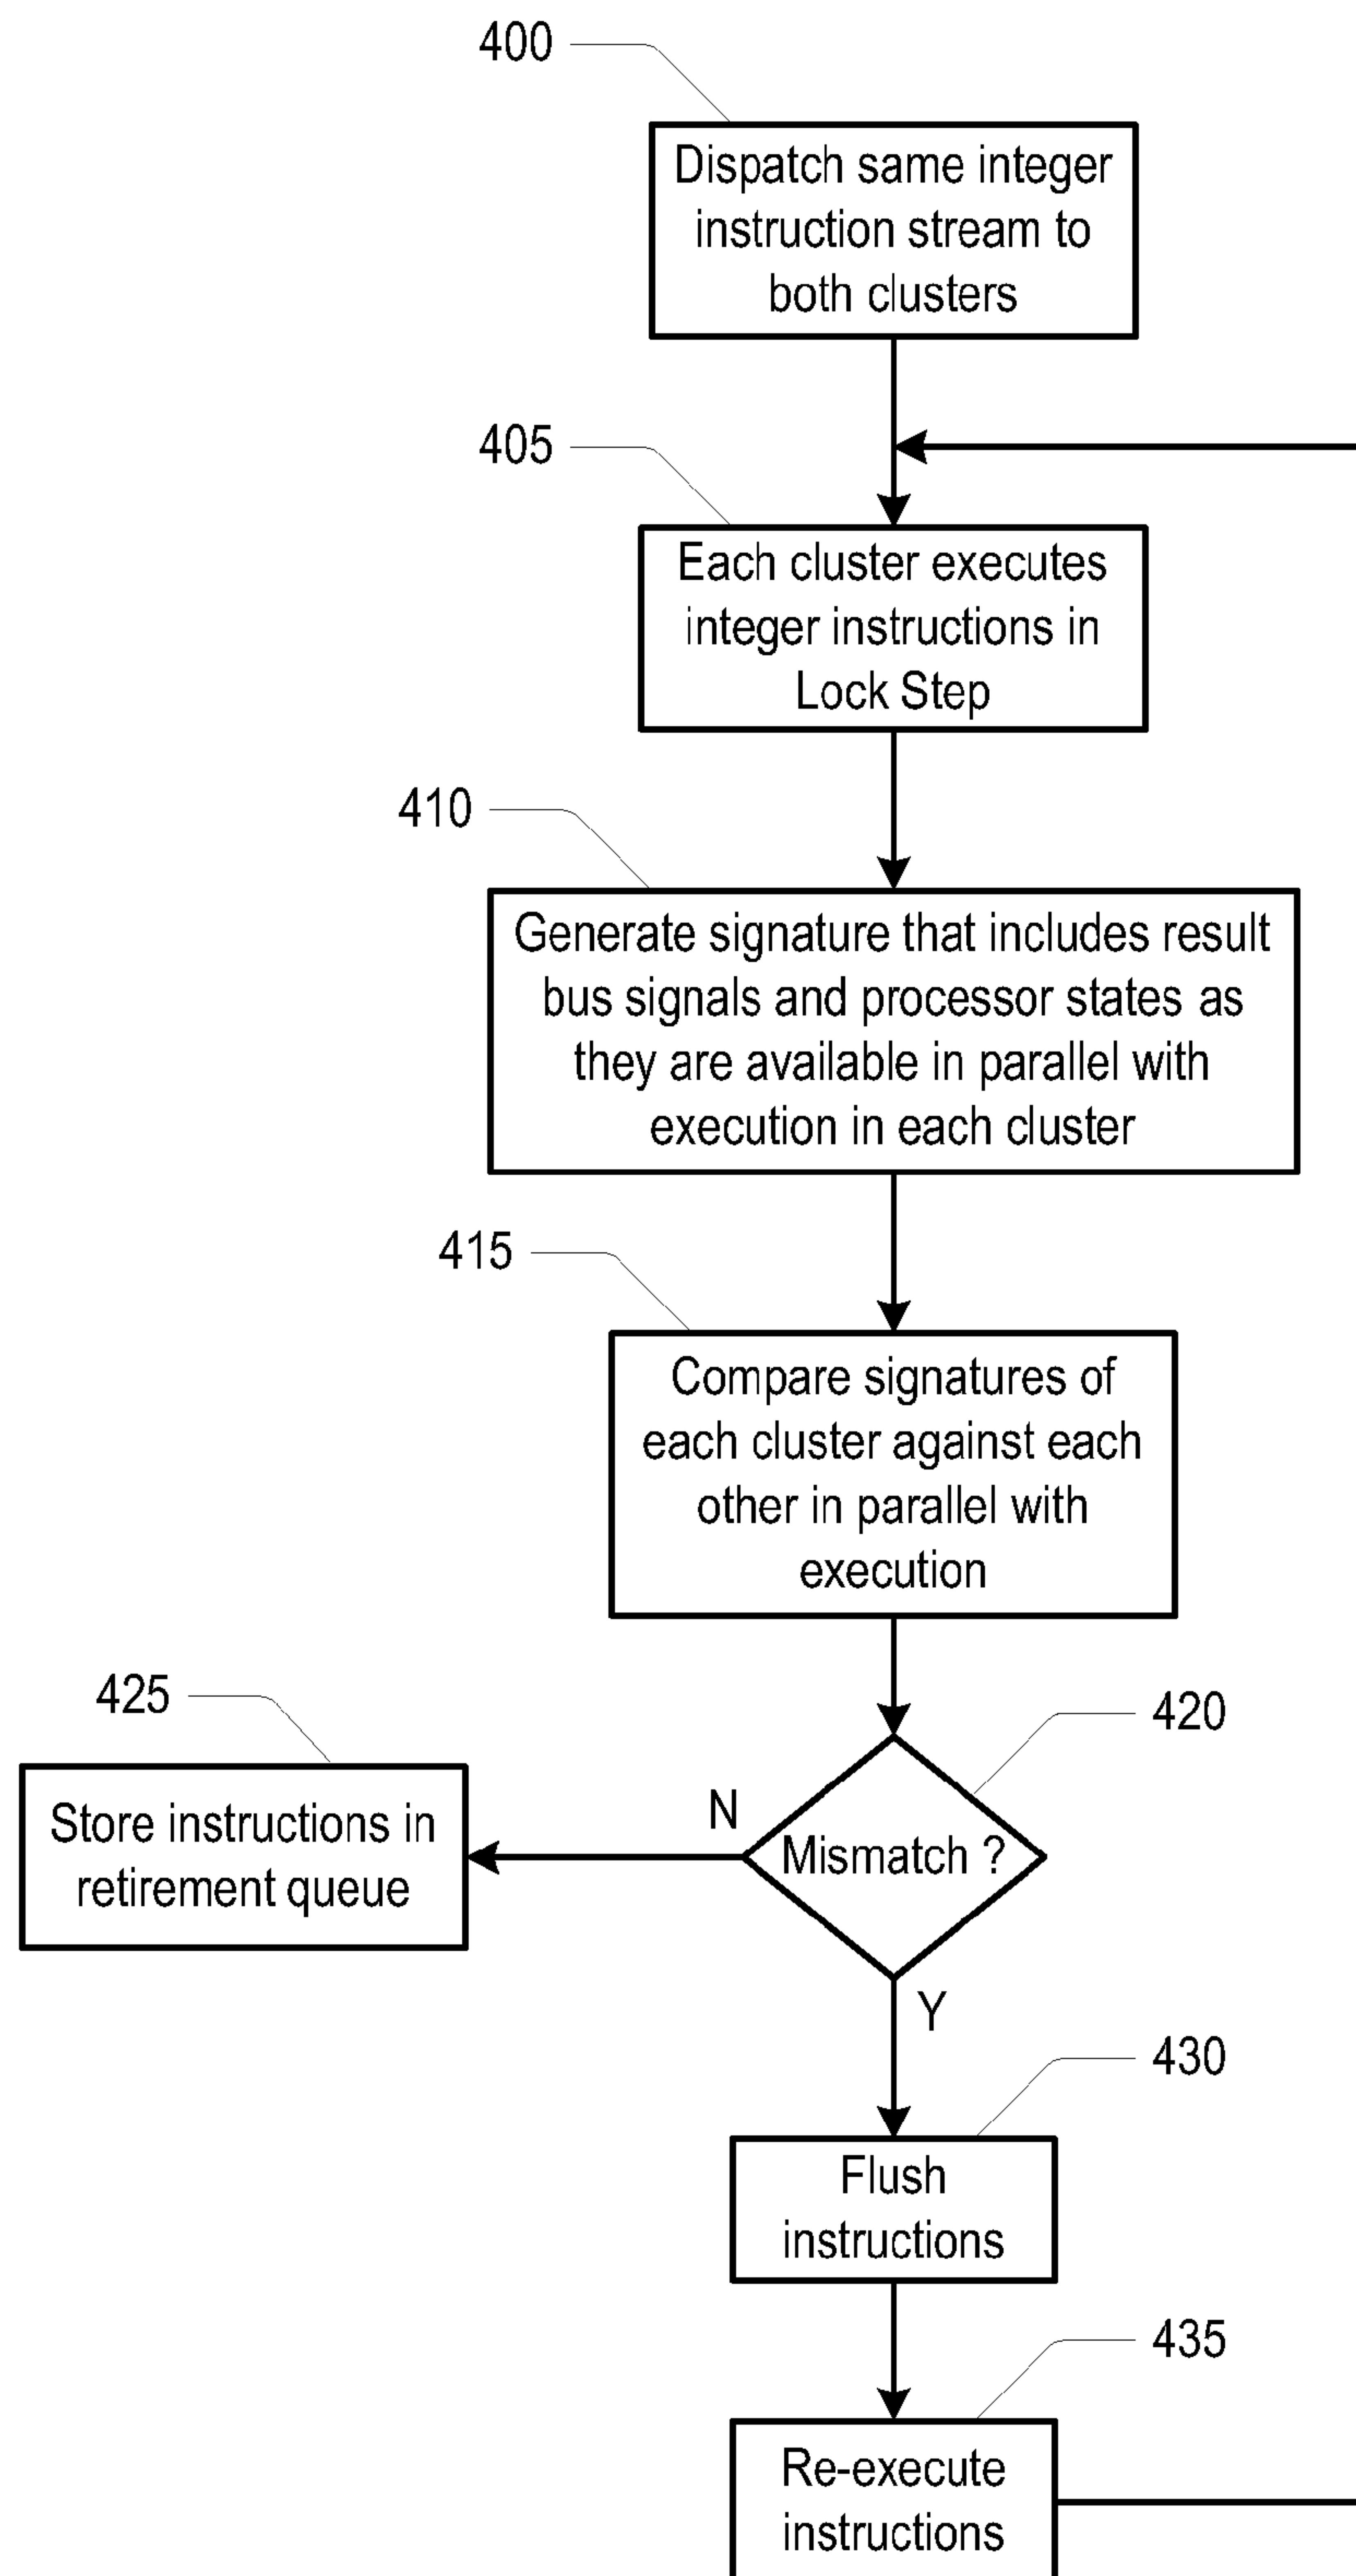 400
Dispatch same integer
instruction stream to
both clusters
405
Each cluster executes
integer instructions in
Lock Step
410
Generate signature that includes result
bus signals and processor states as
they are available in parallel with
execution in each cluster
415
Compare signatures of
each cluster against each
other in parallel with
execution
425
Store instructions in
retirement queue
N
420
Mismatch ?
Y
430
Flush
instructions
435
Re-execute
instructions